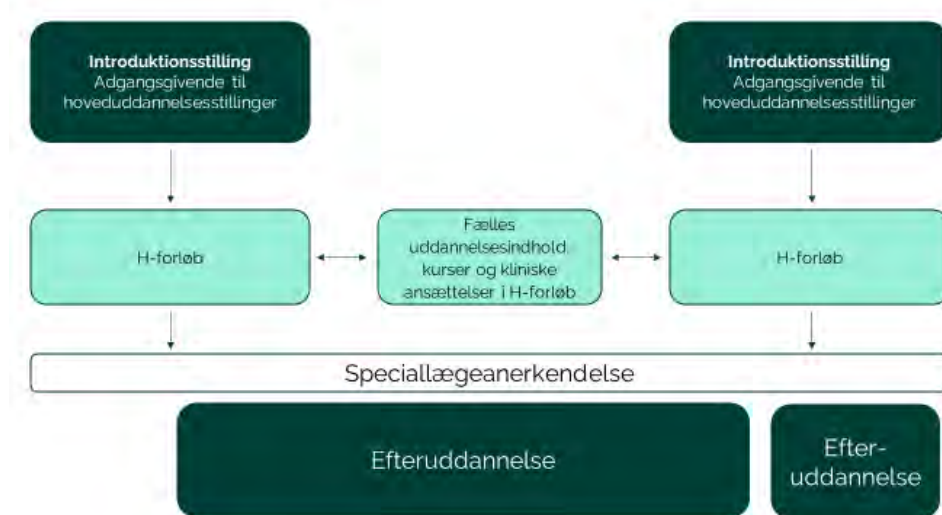 Introduktionsstilling
Adgangsgivende til
hoveduddannelsesstillinger
Introduktionsstilling
Adgangsgivende til
hoveduddannelsesstillinger
H-forløb
Fælles
uddannelsesindhold,
kurser og kliniske
ansættelser i H-forløb
H-forløb
Speciallægeanerkendelse
Efteruddannelse
Efter-
uddannelse